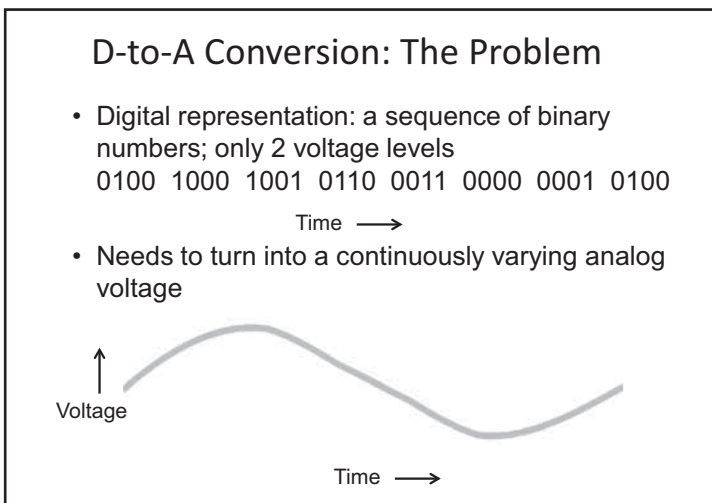 D-to-A Conversion: The Problem
• Digital representation: a sequence of binary
numbers; only 2 voltage levels
0100 1000 1001 0110 0011 0000 0001 0100
Time
• Needs to turn into a continuously varying analog
voltage
Voltage
Time